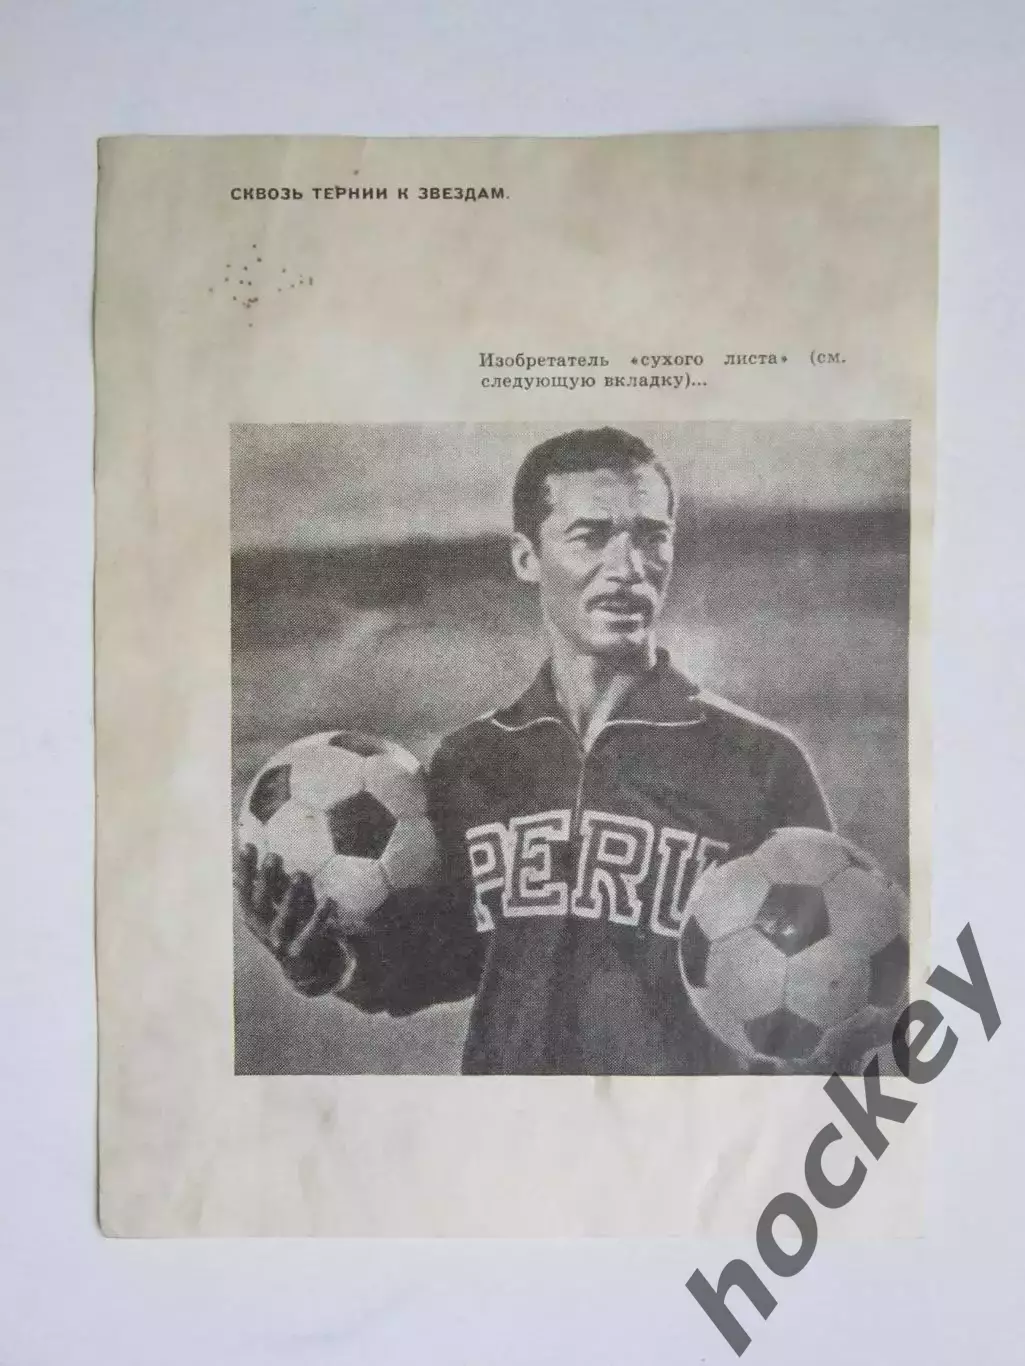 СКВОЗЬ ТЕРНИИ К ЗВЕЗДАМ.
Изобретатель «сухого листа» (см.
следующую вкладку)...
PERU
hockey